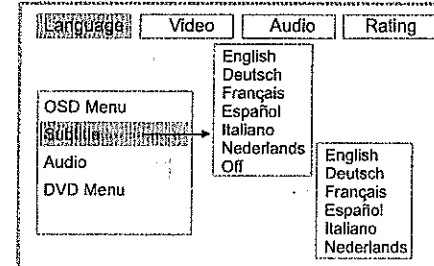 Language Video Audio Rating
English
Deutsch
Français
Español
Italiano
Nederlands
Off
OSD Menu
Subtitle
Audio
DVD Menu
English
Deutsch
Français
Español
Italiano
Nederlands